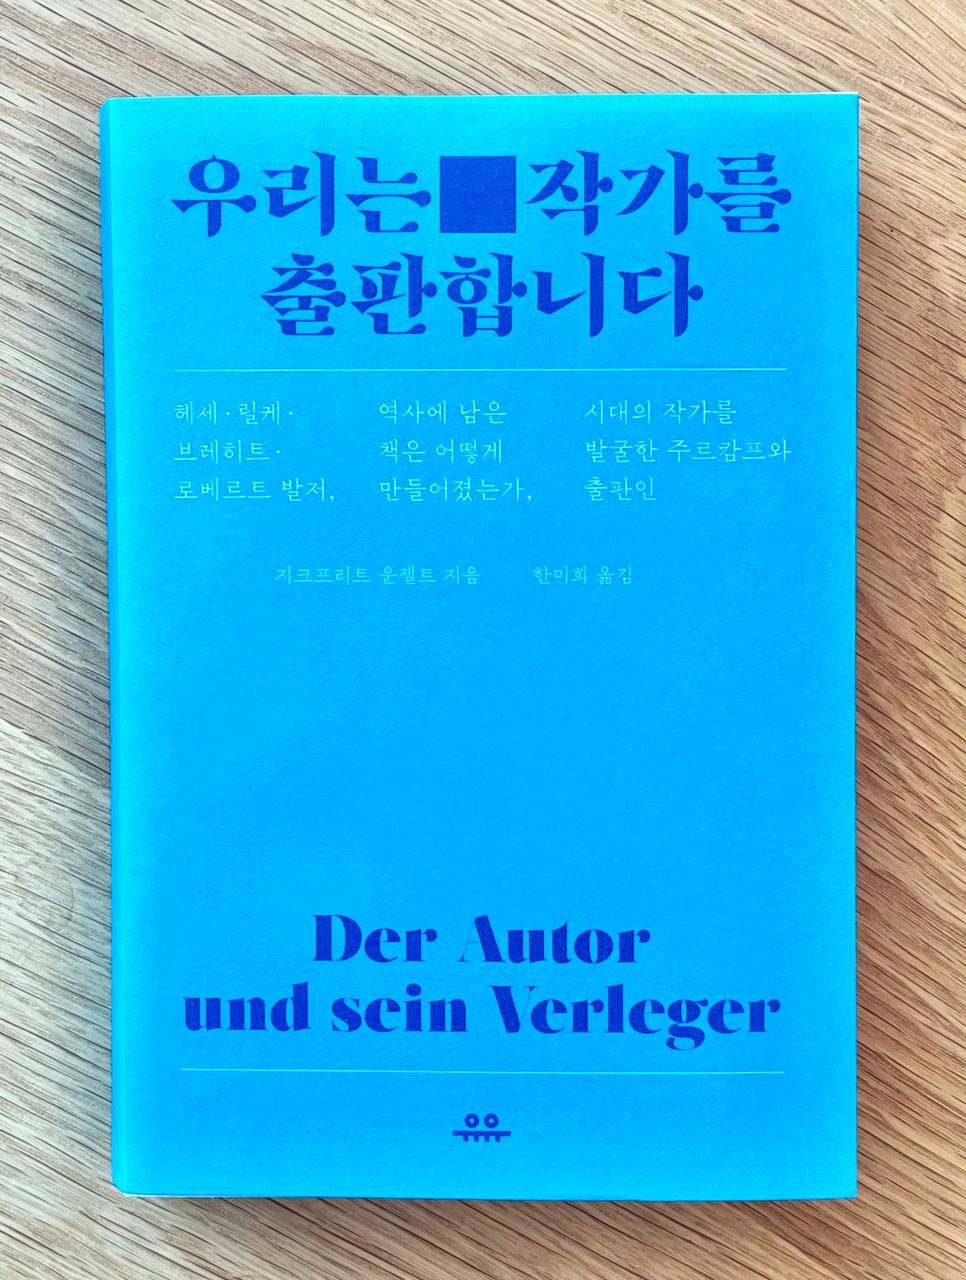 우리는■작가를
출판합니다
헤세·릴케·
브레히트·
로베르트 발저,
역사에 남은
책은 어떻게
만들어졌는가,
시대의 작가를
발굴한 주르캄프와
출판인
지크프리트 운젤트 지음 한미희 옮김
Der Autor
und sein Verleger
유유